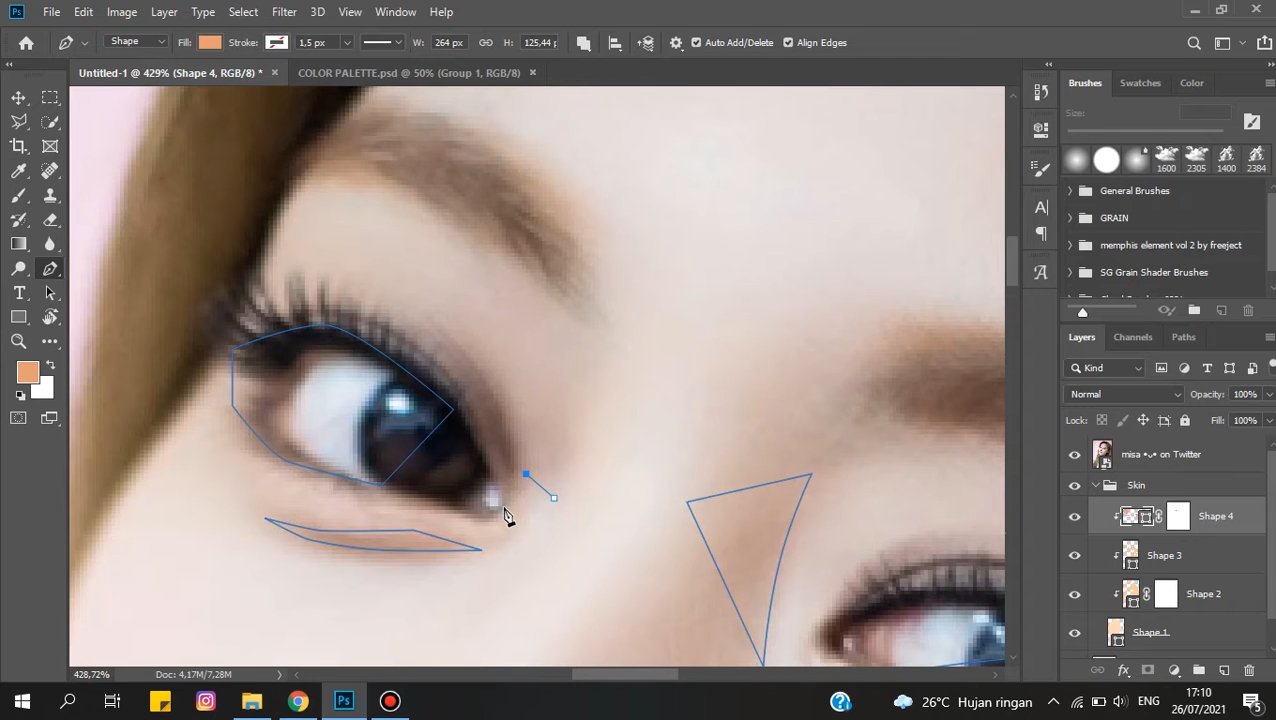 Ps File Edit Image Layer Type Select Filter 3D View Window Help
Shape Fill: Stroke: 1,5 px W: 264 px H: 125,44 p Auto Add/Delete Align Edges
Untitled-1 @ 429% (Shape 4, RGB/8) * × COLOR PALETTE.psd @ 50% (Group 1, RGB/8) ×
Brushes Swatches Color
Size:
1600 2305 1400 2384
General Brushes
GRAIN
memphis element vol 2 by freeject
SG Grain Shader Brushes
Layers Channels Paths
Kind
Normal Opacity: 100%
Lock: Fill: 100%
misa •ᴗ• on Twitter
Skin
Shape 4
Shape 3
Shape 2
Shape 1
428,72% Doc: 4,17M/7,28M
Ps 26°C Hujan ringan ENG 17:10
26/07/2021 5